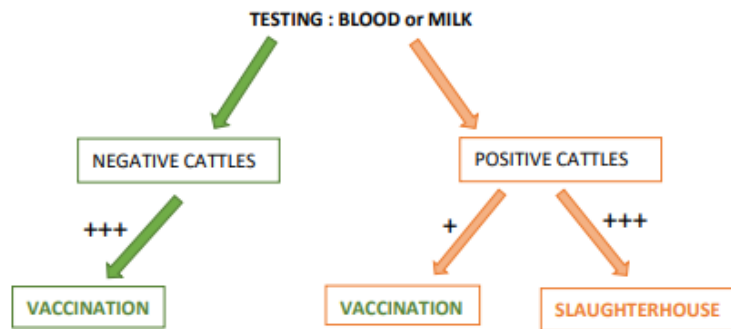 TESTING : BLOOD or MILK
NEGATIVE CATTLES
POSITIVE CATTLES
+++
+
+++
VACCINATION
VACCINATION
SLAUGHTERHOUSE